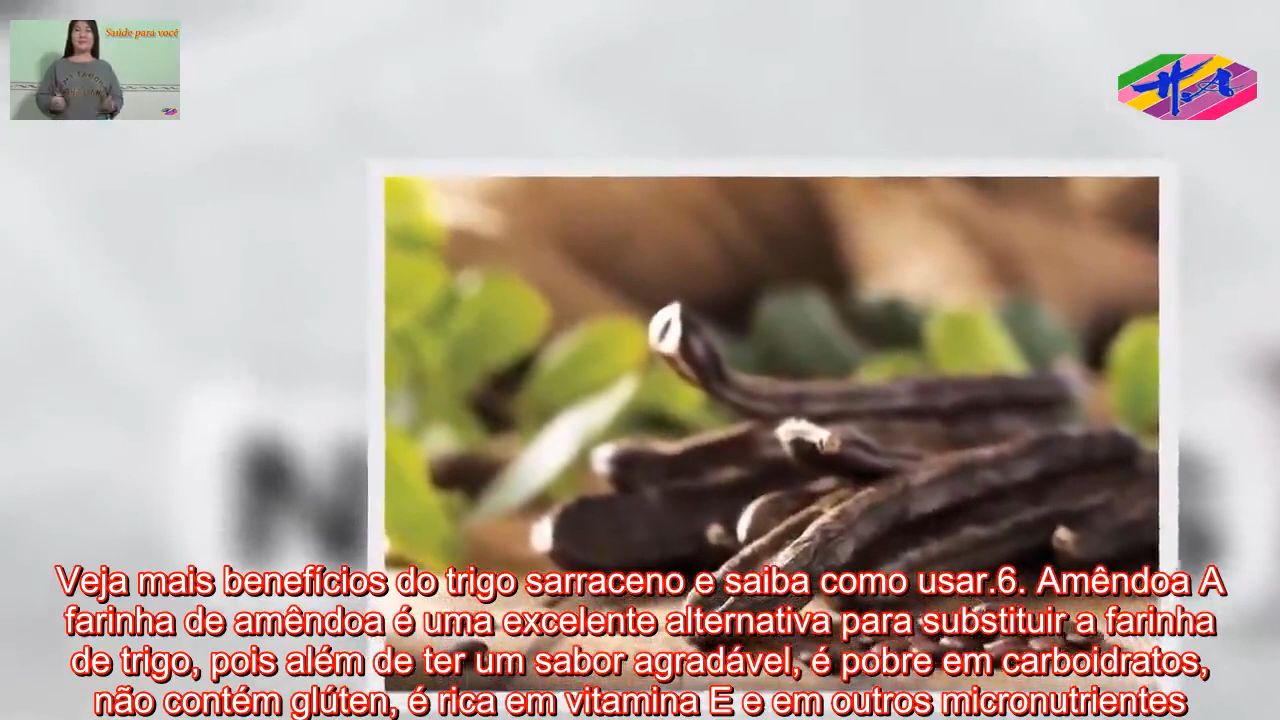 Saúde para você
H.A
Veja mais benefícios do trigo sarraceno e saiba como usar.6. Amêndoa A
farinha de amêndoa é uma excelente alternativa para substituir a farinha
de trigo, pois além de ter um sabor agradável, é pobre em carboidratos,
não contém glúten, é rica em vitamina E e em outros micronutrientes